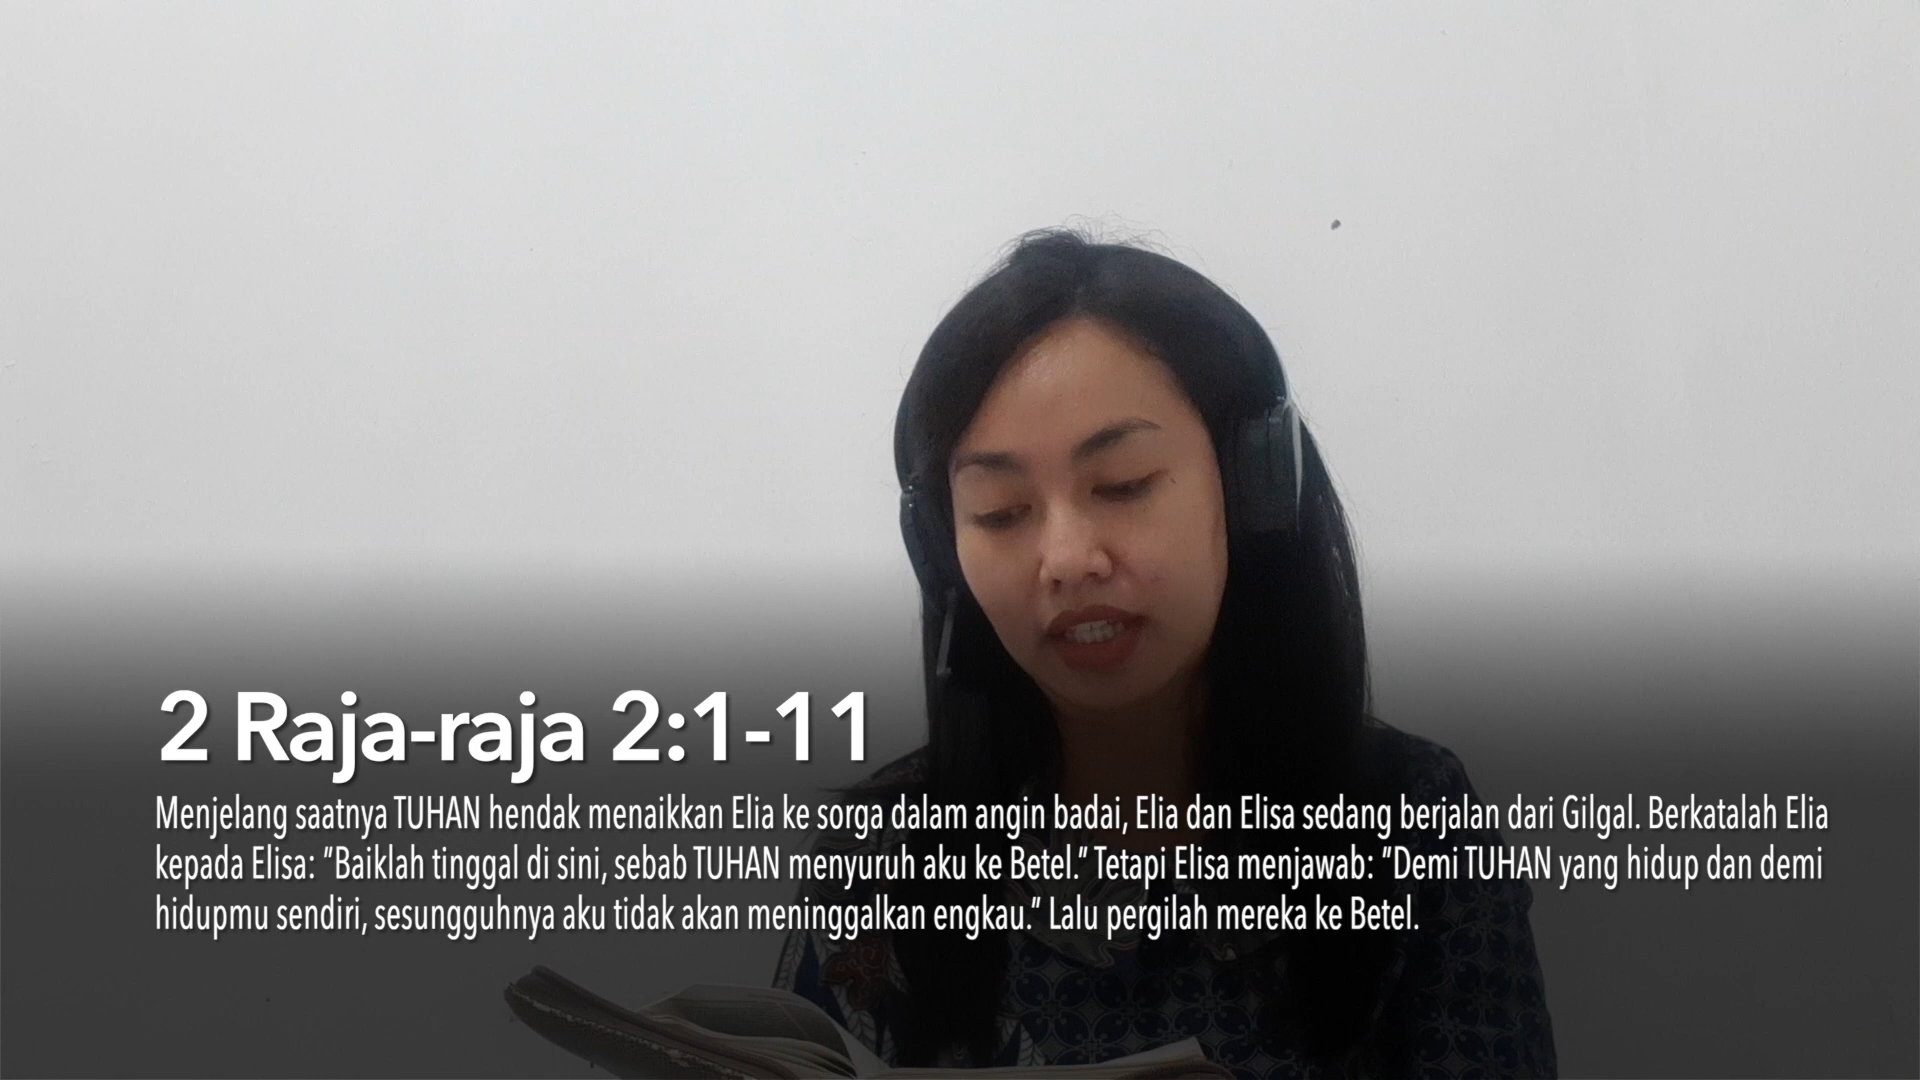 2 Raja-raja 2:1-11
Menjelang saatnya TUHAN hendak menaikkan Elia ke sorga dalam angin badai, Elia dan Elisa sedang berjalan dari Gilgal. Berkatalah Elia
kepada Elisa: "Baiklah tinggal di sini, sebab TUHAN menyuruh aku ke Betel." Tetapi Elisa menjawab: "Demi TUHAN yang hidup dan demi
hidupmu sendiri, sesungguhnya aku tidak akan meninggalkan engkau." Lalu pergilah mereka ke Betel.